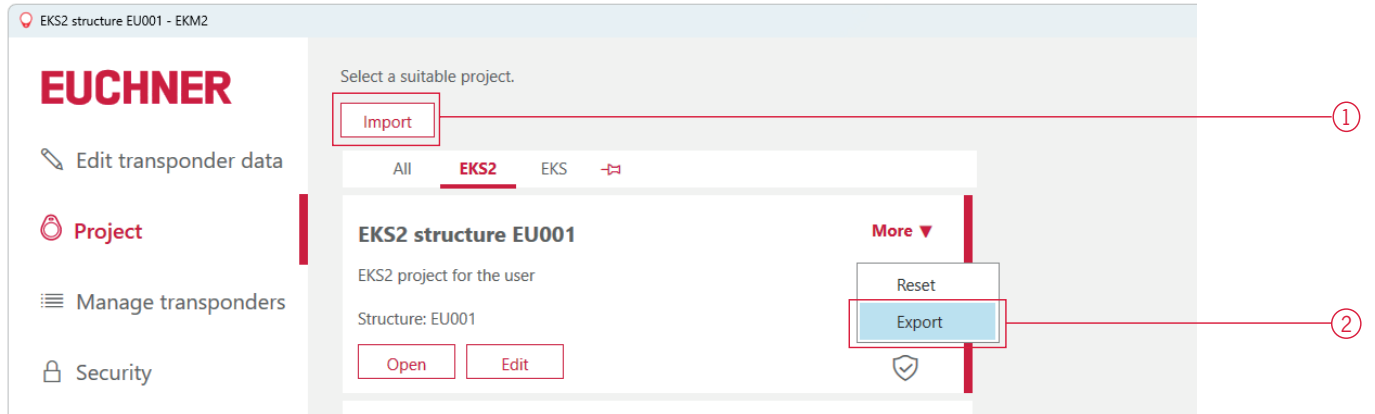 EKS2 structure EU001 - EKM2
EUCHNER
Edit transponder data
Project
Manage transponders
Security
Select a suitable project.
Import
1
All EKS2 EKS
EKS2 structure EU001
More ▼
EKS2 project for the user
Reset
Structure: EU001
Export
2
Open Edit